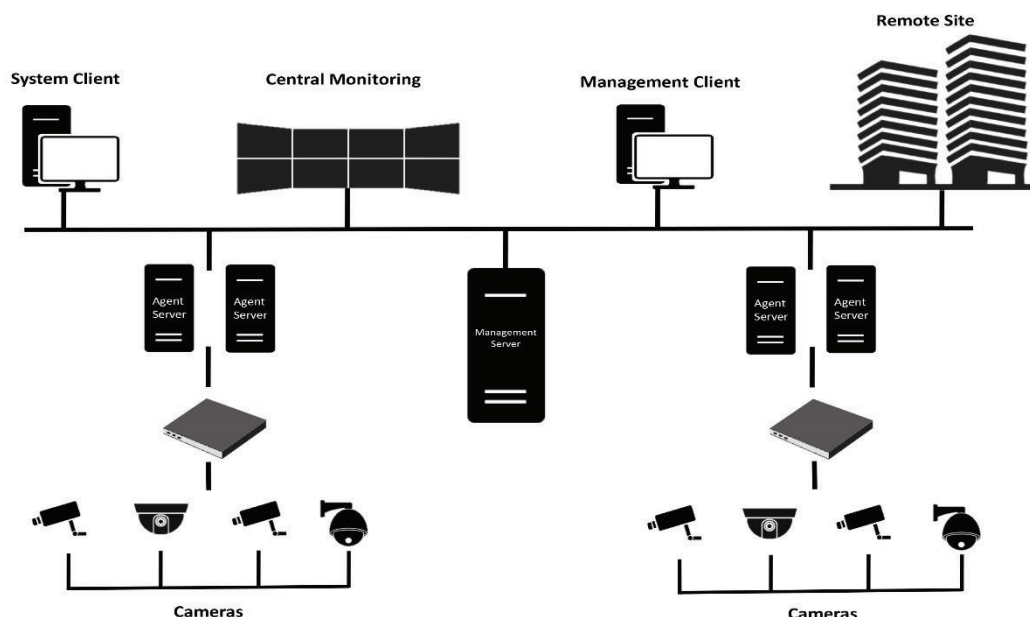 Remote Site
System Client
Central Monitoring
Management Client
Agent
Server
Agent
Server
Management
Server
Agent
Server
Agent
Server
Cameras
Cameras